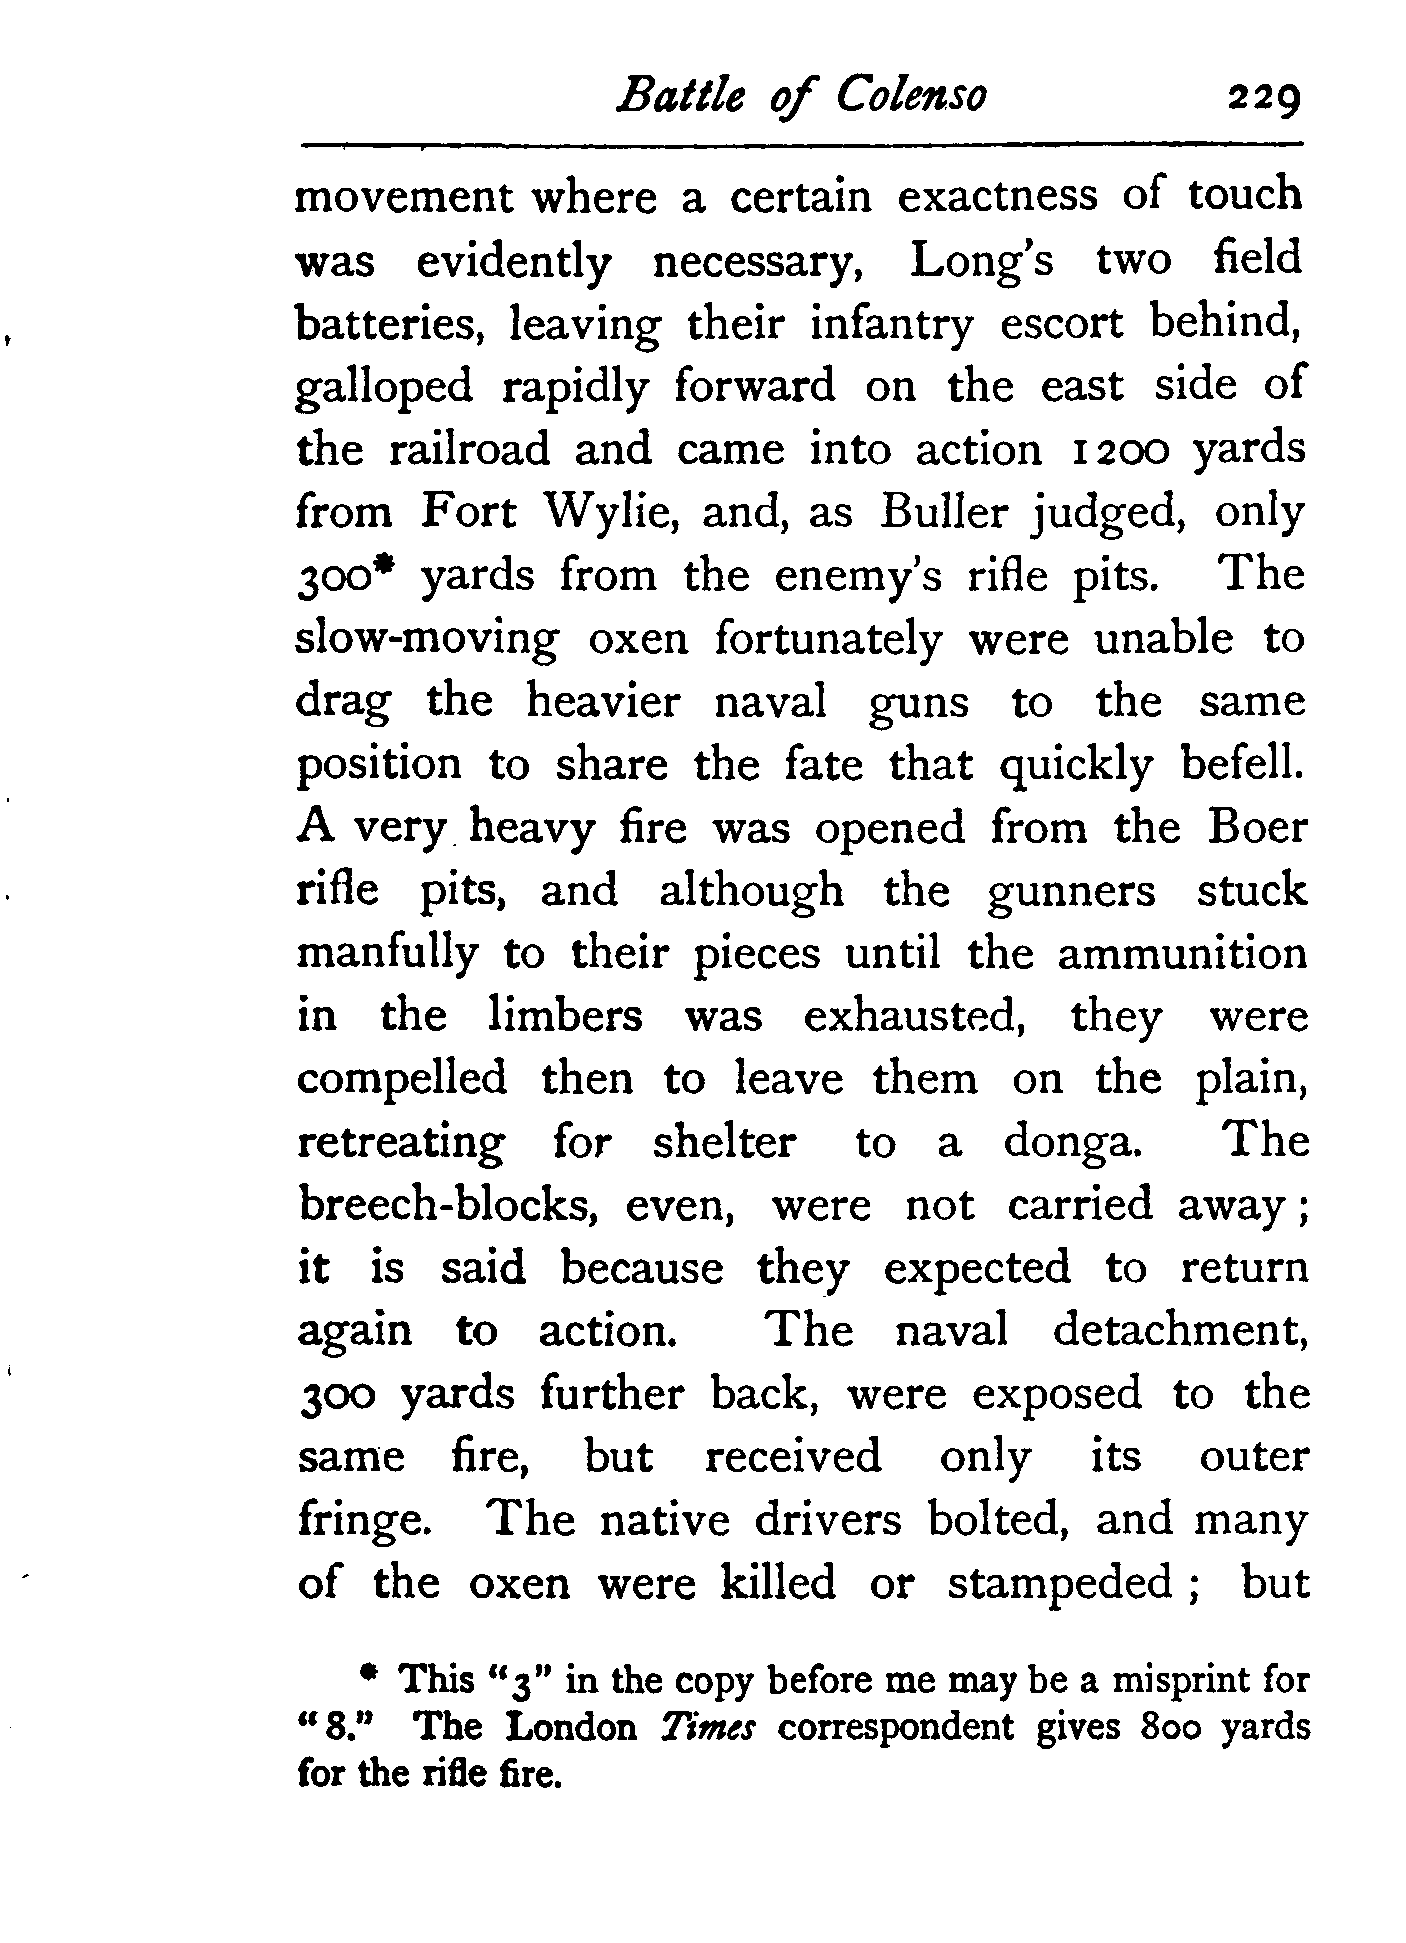 Battle of Colenso 229
movement where a certain exactness of touch
was evidently necessary, Long's two field
batteries, leaving their infantry escort behind,
galloped rapidly forward on the east side of
the railroad and came into action 1200 yards
from Fort Wylie, and, as Buller judged, only
300* yards from the enemy's rifle pits. The
slow-moving oxen fortunately were unable to
drag the heavier naval guns to the same
position to share the fate that quickly befell.
A very heavy fire was opened from the Boer
rifle pits, and although the gunners stuck
manfully to their pieces until the ammunition
in the limbers was exhausted, they were
compelled then to leave them on the plain,
retreating for shelter to a donga. The
breech-blocks, even, were not carried away ;
it is said because they expected to return
again to action. The naval detachment,
300 yards further back, were exposed to the
same fire, but received only its outer
fringe. The native drivers bolted, and many
of the oxen were killed or stampeded ; but
* This "3" in the copy before me may be a misprint for
"8." The London Times correspondent gives 800 yards
for the rifle fire.